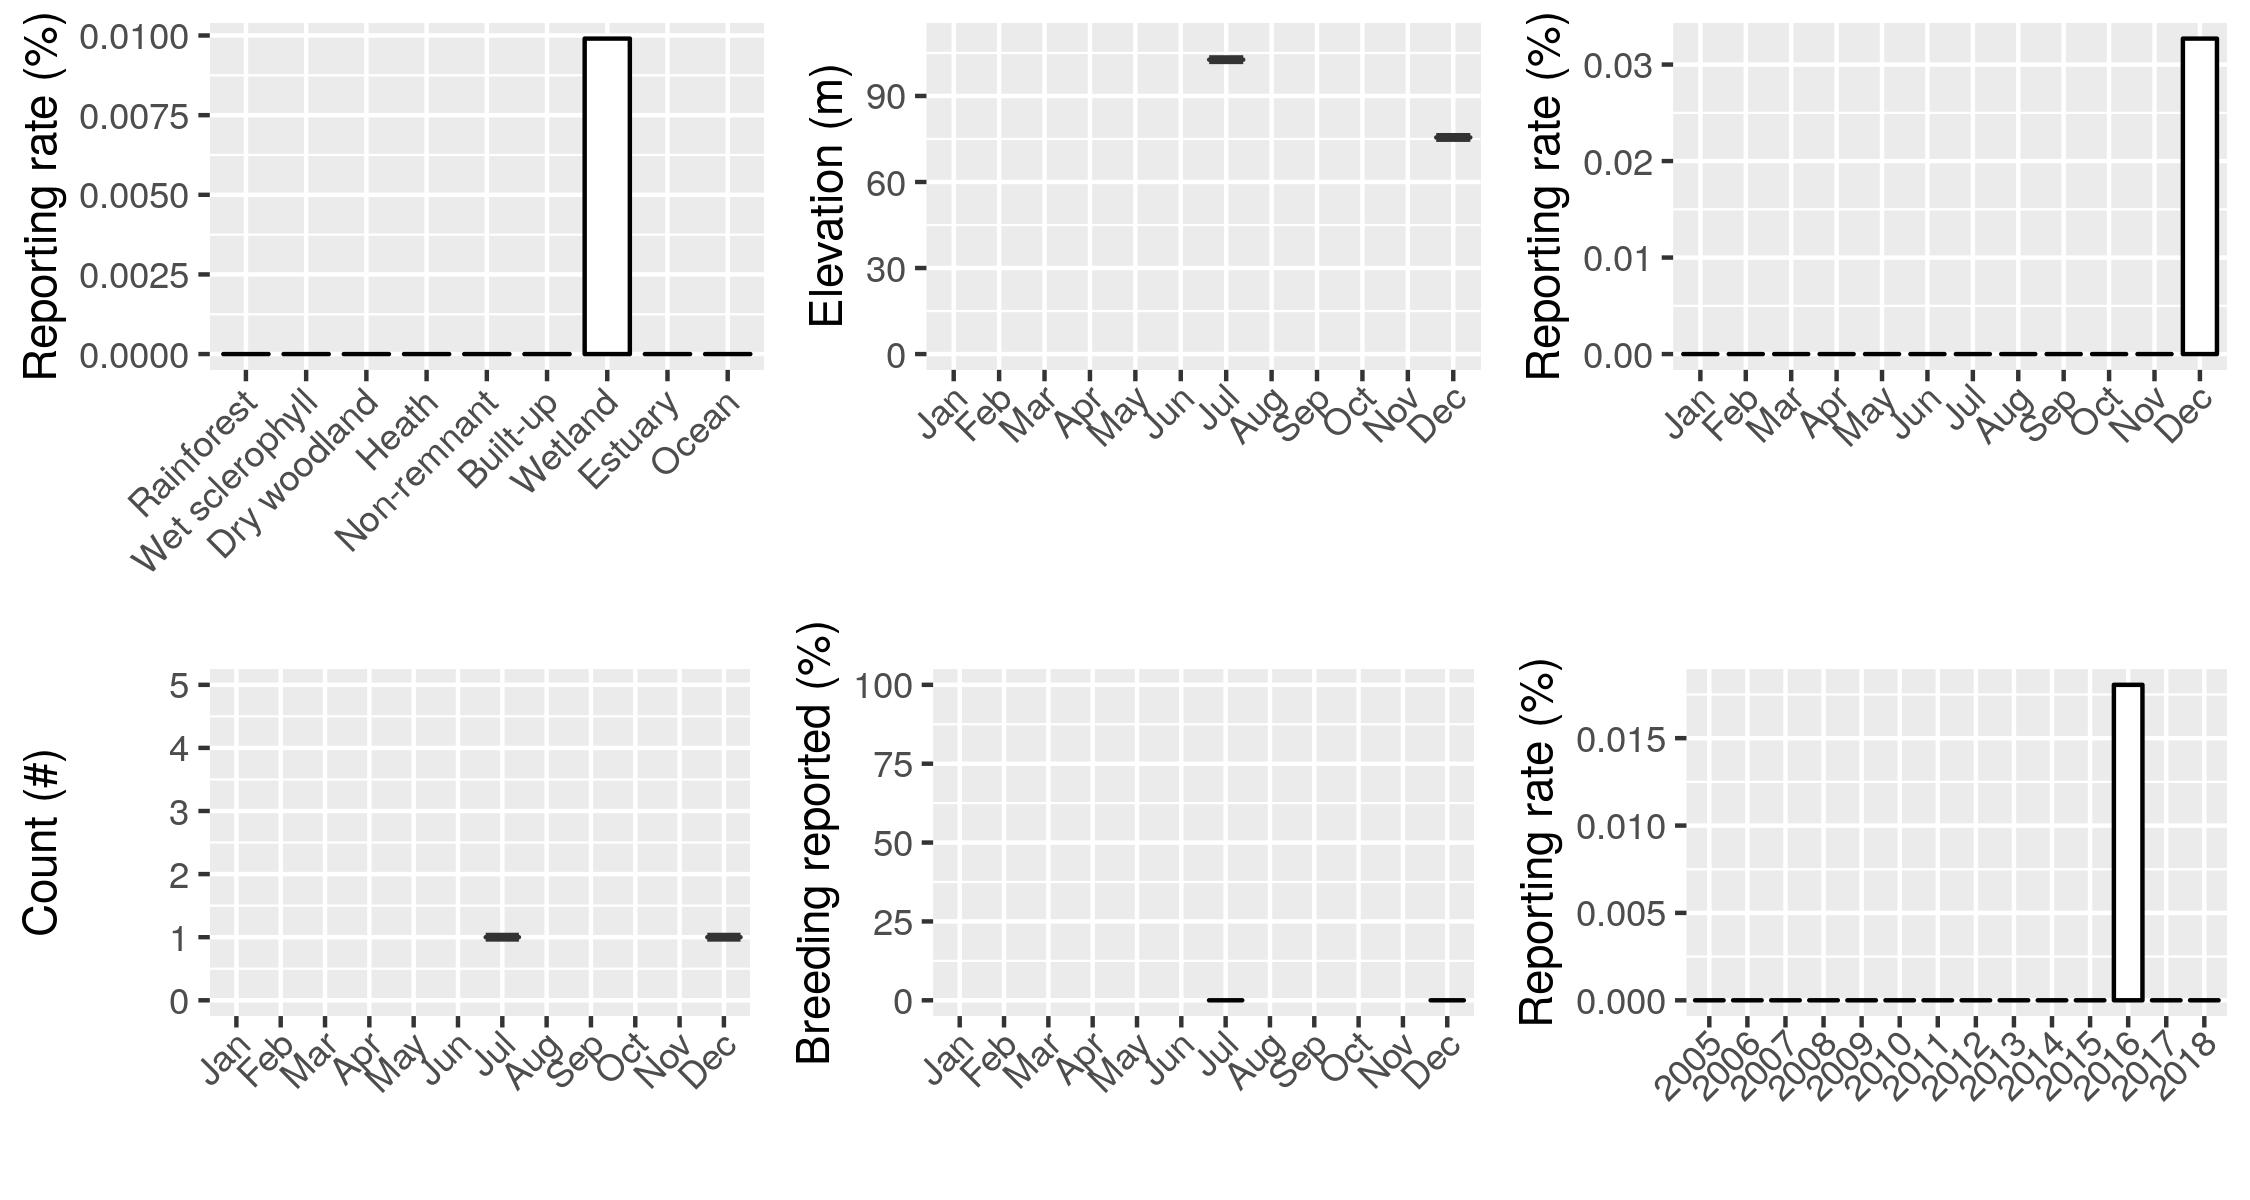 Reporting rate (%)
0.0100
0.0075
0.0050
0.0025
0.0000
Rainforest
Wet sclerophyll
Dry woodland
Heath
Non-remnant
Built-up
Wetland
Estuary
Ocean
Elevation (m)
90
60
30
0
Jan
Feb
Mar
Apr
May
Jun
Jul
Aug
Sep
Oct
Nov
Dec
Reporting rate (%)
0.03
0.02
0.01
0.00
Jan
Feb
Mar
Apr
May
Jun
Jul
Aug
Sep
Oct
Nov
Dec
Count (#)
5
4
3
2
1
0
Jan
Feb
Mar
Apr
May
Jun
Jul
Aug
Sep
Oct
Nov
Dec
Breeding reported (%)
100
75
50
25
0
Jan
Feb
Mar
Apr
May
Jun
Jul
Aug
Sep
Oct
Nov
Dec
Reporting rate (%)
0.015
0.010
0.005
0.000
2005
2006
2007
2008
2009
2010
2011
2012
2013
2014
2015
2016
2017
2018